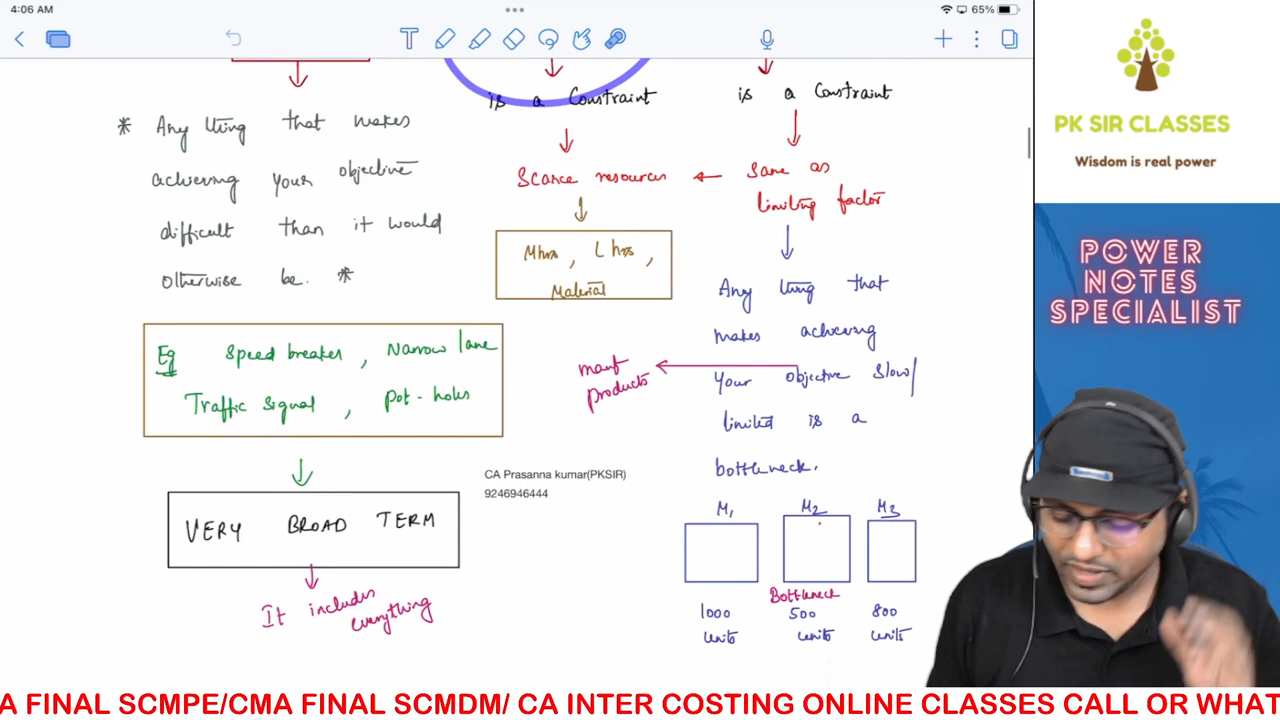 4:06 AM
65%
T
is a Constraint
is a Constraint
* Any thing that makes
achieving your objective
difficult than it would
otherwise be. *
Scarce resources
Same as
limiting factor
Mhrs, Lhrs,
Material
Any thing that
makes achieving
your objective slow/
limited is a
bottleneck.
manf
products
Eg Speed breaker, Narrow lane
Traffic signal, Pot-holes
VERY BROAD TERM
It includes
everything
CA Prasanna kumar(PKSIR)
9246946444
M1 M2 M3
Bottleneck
1000 500 800
units units units
PK SIR CLASSES
Wisdom is real power
POWER
NOTES
SPECIALIST
A FINAL SCMPE/CMA FINAL SCMDM/ CA INTER COSTING ONLINE CLASSES CALL OR WHAT